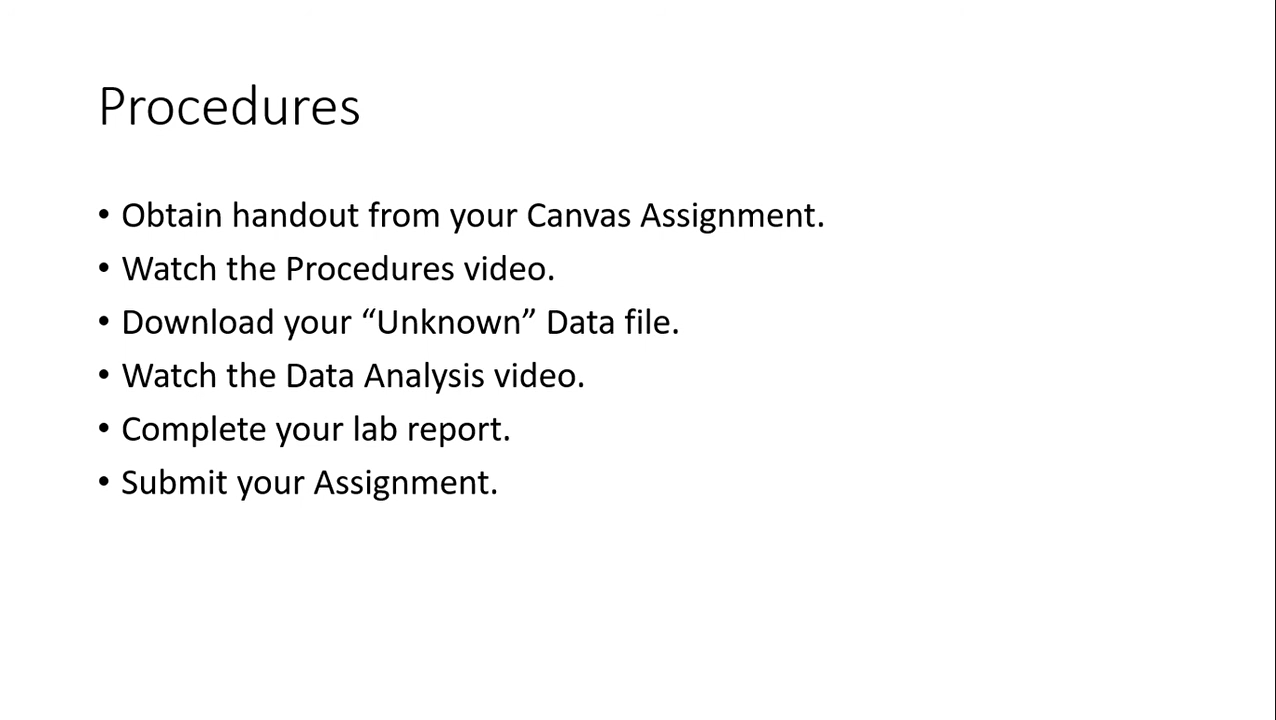 Procedures
• Obtain handout from your Canvas Assignment.
• Watch the Procedures video.
• Download your “Unknown” Data file.
• Watch the Data Analysis video.
• Complete your lab report.
• Submit your Assignment.